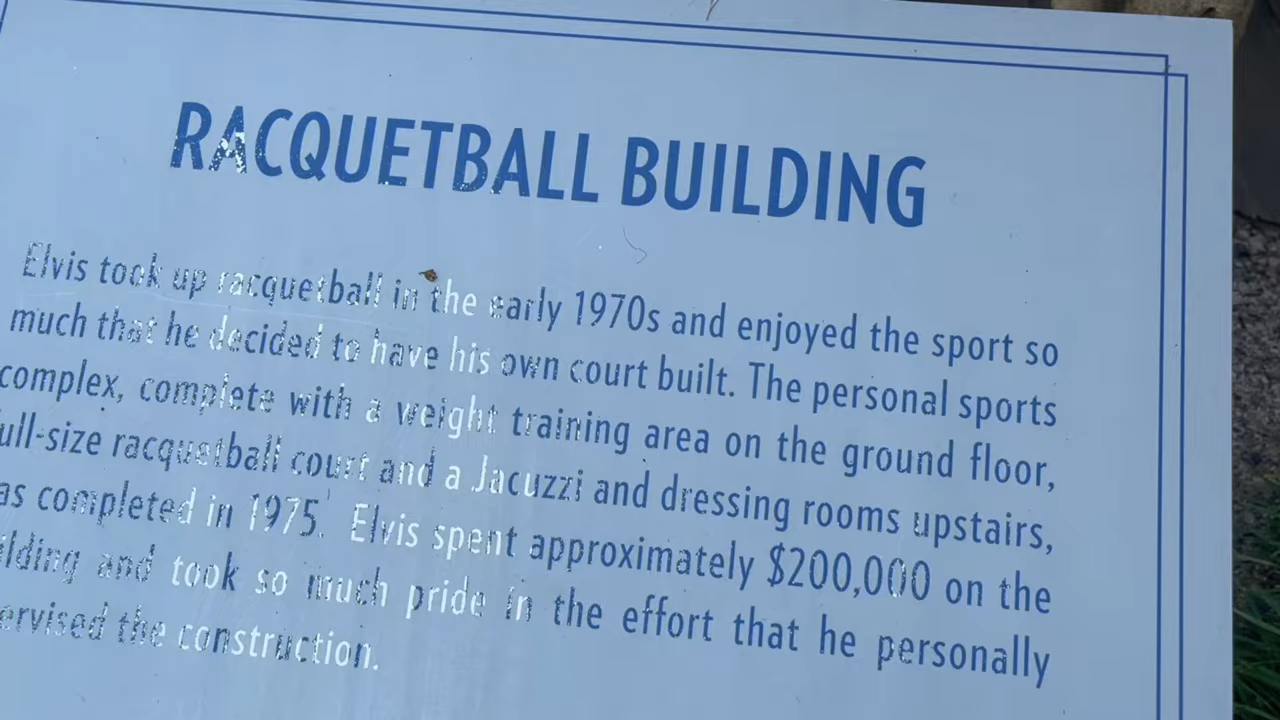 RACQUETBALL BUILDING
Elvis took up racquetball in the early 1970s and enjoyed the sport so
much that he decided to have his own court built. The personal sports
complex, complete with a weight training area on the ground floor,
ull-size racquetball court and a Jacuzzi and dressing rooms upstairs,
as completed in 1975. Elvis spent approximately $200,000 on the
ilding and took so much pride in the effort that he personally
ervised the construction.